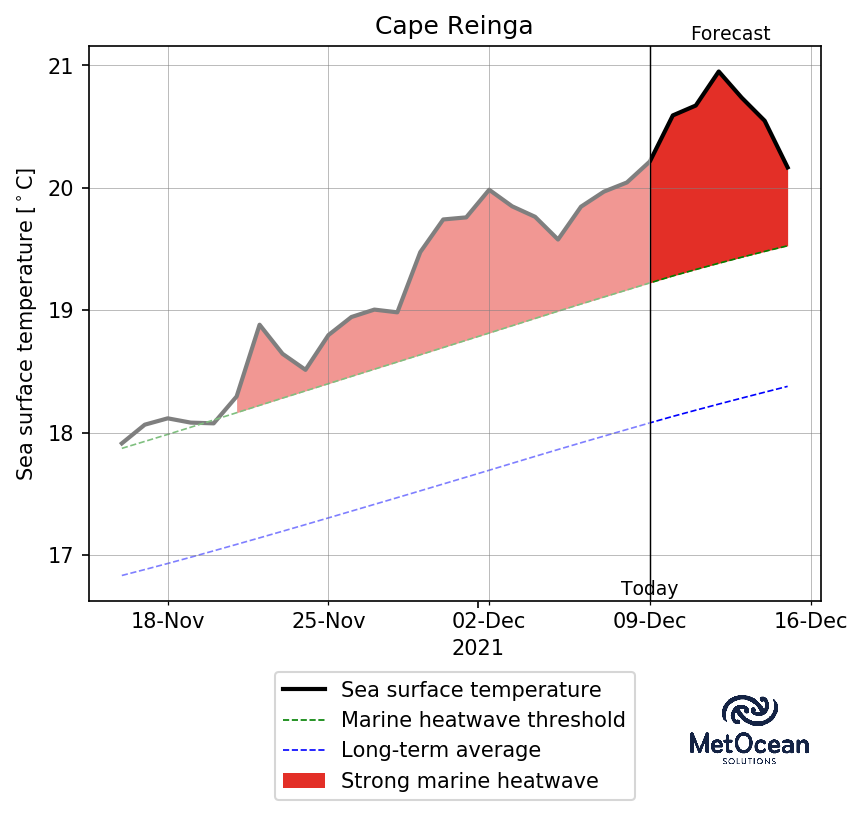 Cape Reinga
Forecast
Sea surface temperature [°C]
21
20
19
18
17
Today
18-Nov 25-Nov 02-Dec 09-Dec 16-Dec
2021
Sea surface temperature
Marine heatwave threshold
Long-term average
Strong marine heatwave
MetOcean
SOLUTIONS